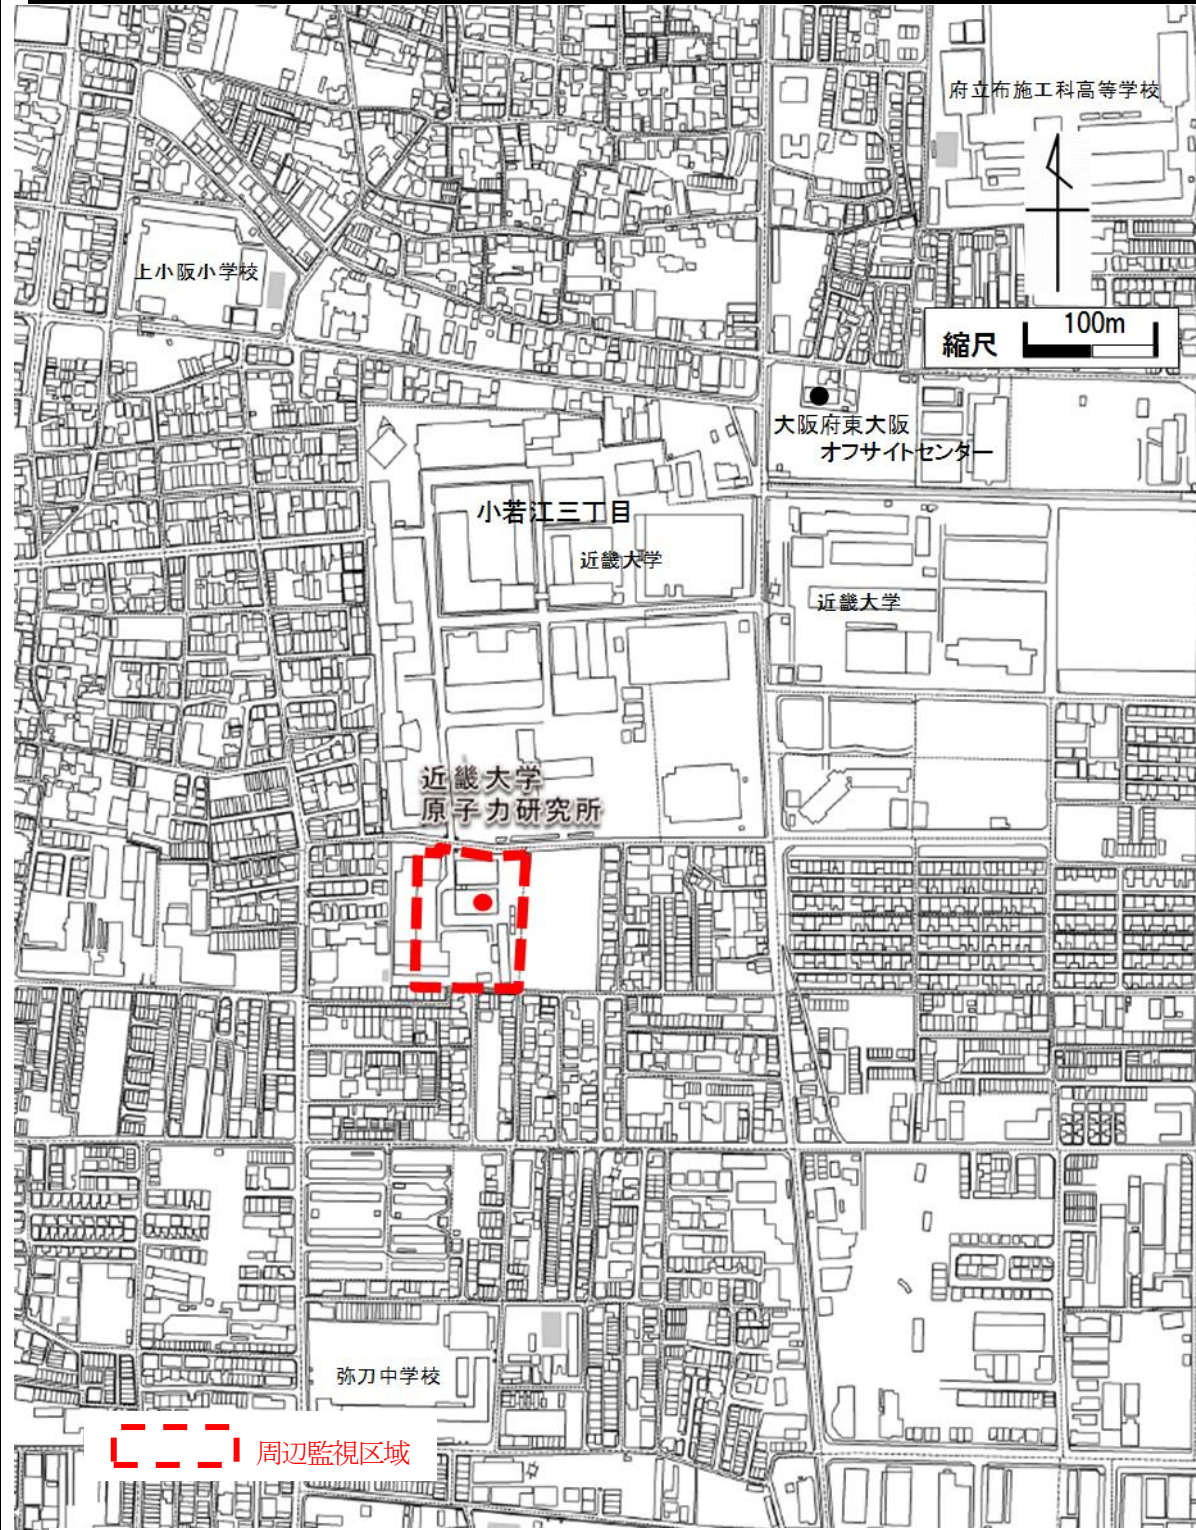 府立布施工科高等学校
上小阪小学校
100m
縮尺
大阪府東大阪
オフサイトセンター
小若江三丁目
近畿大学
近畿大学
近畿大学
原子力研究所
弥刀中学校
周辺監視区域